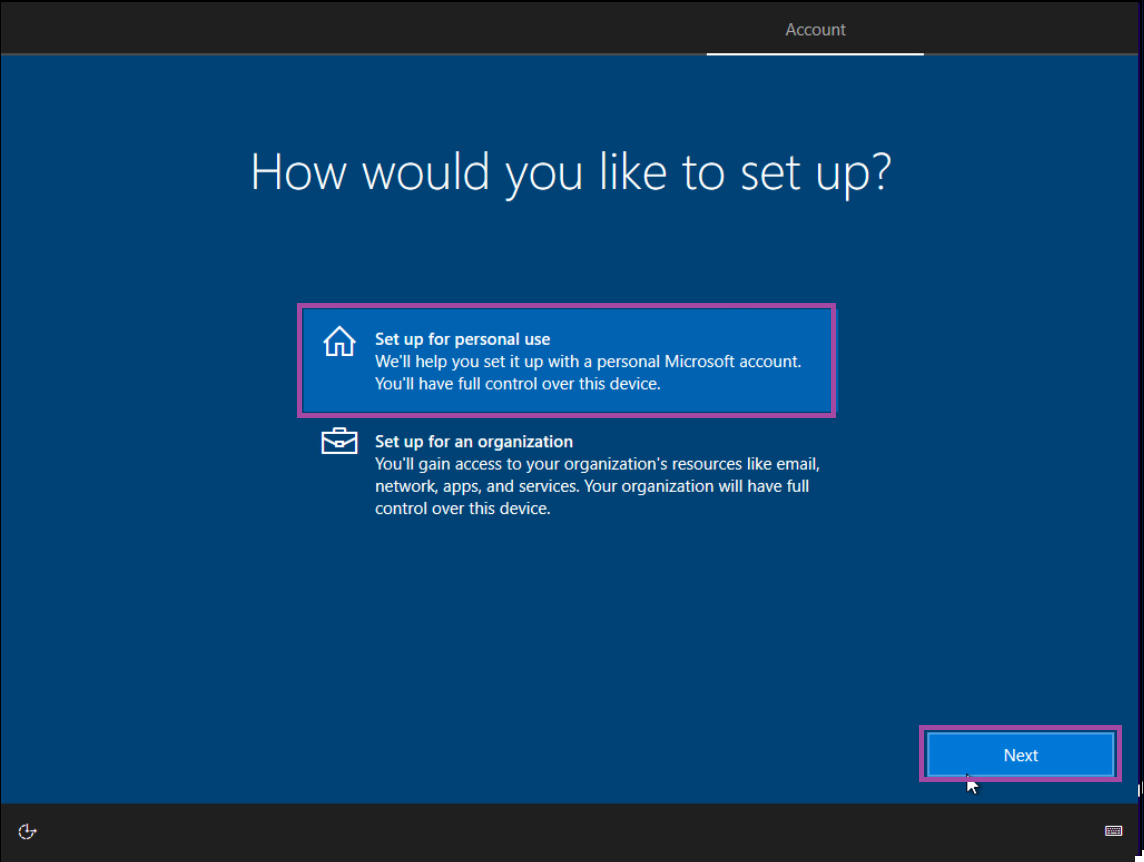 Account
How would you like to set up?
Set up for personal use
We'll help you set it up with a personal Microsoft account.
You'll have full control over this device.
Set up for an organization
You'll gain access to your organization's resources like email,
network, apps, and services. Your organization will have full
control over this device.
Next